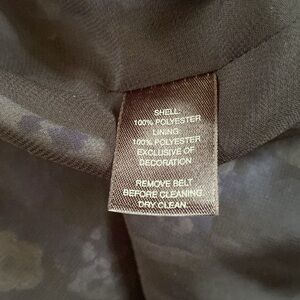 SHELL:
100% POLYESTER
LINING:
100% POLYESTER
EXCLUSIVE OF
DECORATION
REMOVE BELT
BEFORE CLEANING.
DRY CLEAN.